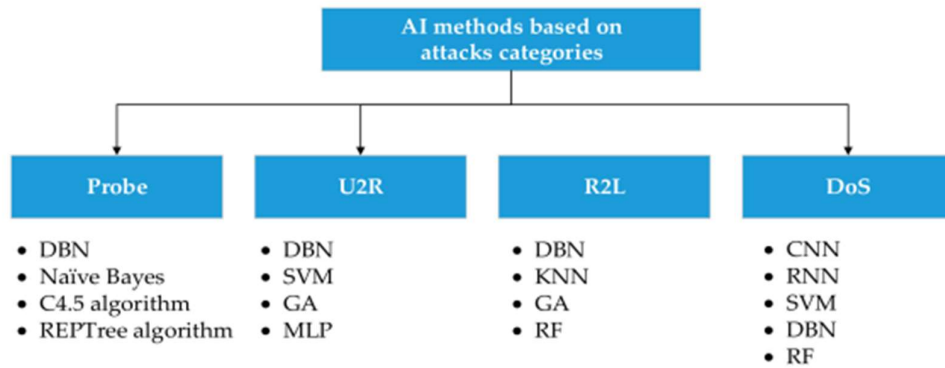 AI methods based on
attacks categories
Probe
• DBN
• Naïve Bayes
• C4.5 algorithm
• REPTree algorithm
U2R
• DBN
• SVM
• GA
• MLP
R2L
• DBN
• KNN
• GA
• RF
DoS
• CNN
• RNN
• SVM
• DBN
• RF